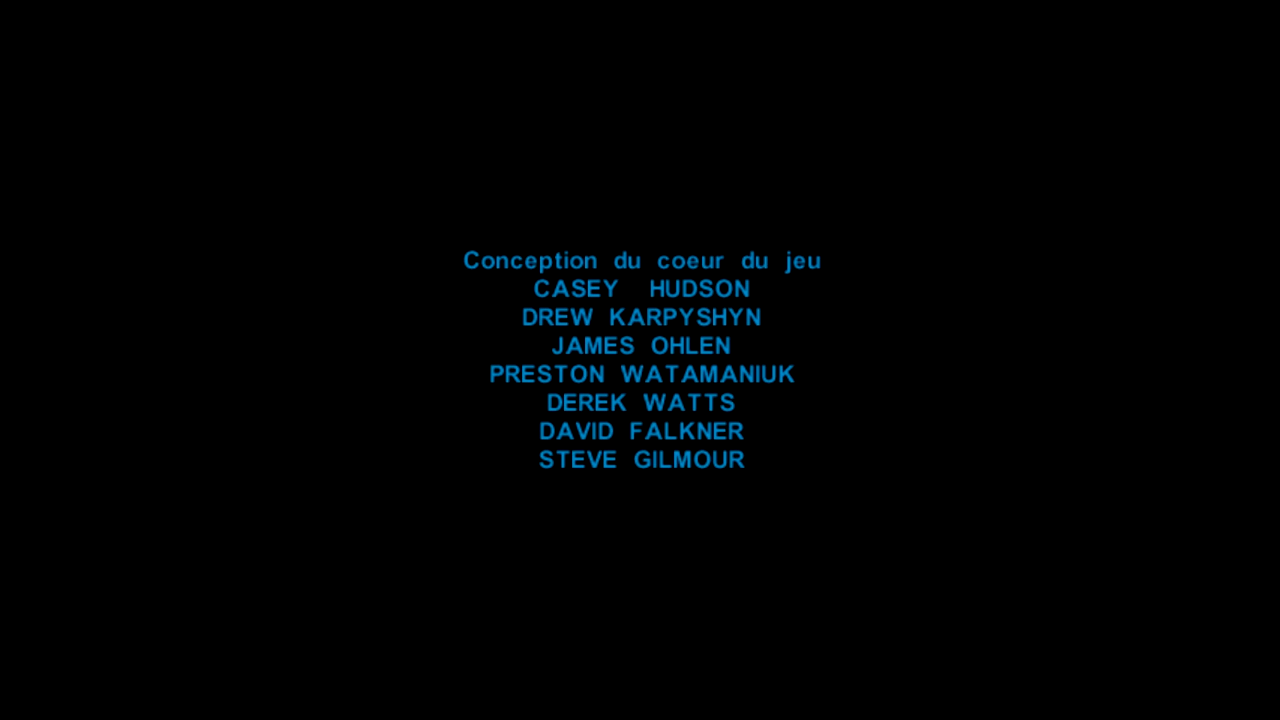 Conception du coeur du jeu
CASEY HUDSON
DREW KARPYSHYN
JAMES OHLEN
PRESTON WATAMANIUK
DEREK WATTS
DAVID FALKNER
STEVE GILMOUR